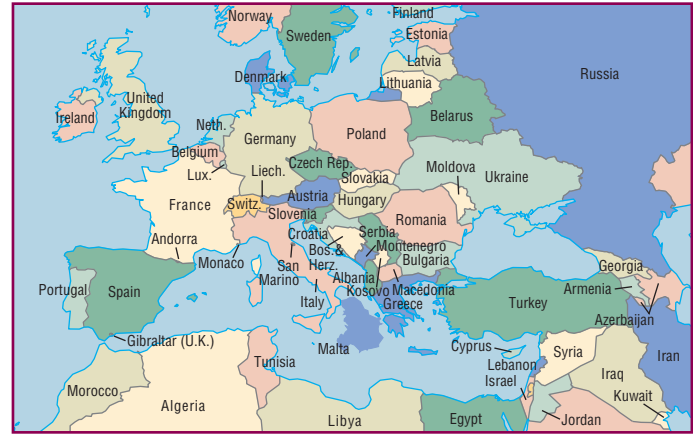 Norway
Sweden
Finland
Estonia
Russia
Latvia
Denmark
Lithuania
United
Kingdom
Ireland
Neth.
Belarus
Germany
Poland
Belgium
Lux.
Liech.
Czech Rep.
Slovakia
Moldova
Ukraine
France
Switz.
Austria
Hungary
Slovenia
Romania
Croatia
Serbia
Andorra
Monaco
San
Marino
Bos.&
Herz.
Montenegro
Bulgaria
Albania
Kosovo
Macedonia
Georgia
Portugal
Spain
Italy
Greece
Turkey
Armenia
Azerbaijan
Gibraltar (U.K.)
Malta
Cyprus
Syria
Iran
Tunisia
Lebanon
Israel
Iraq
Morocco
Algeria
Kuwait
Libya
Egypt
Jordan